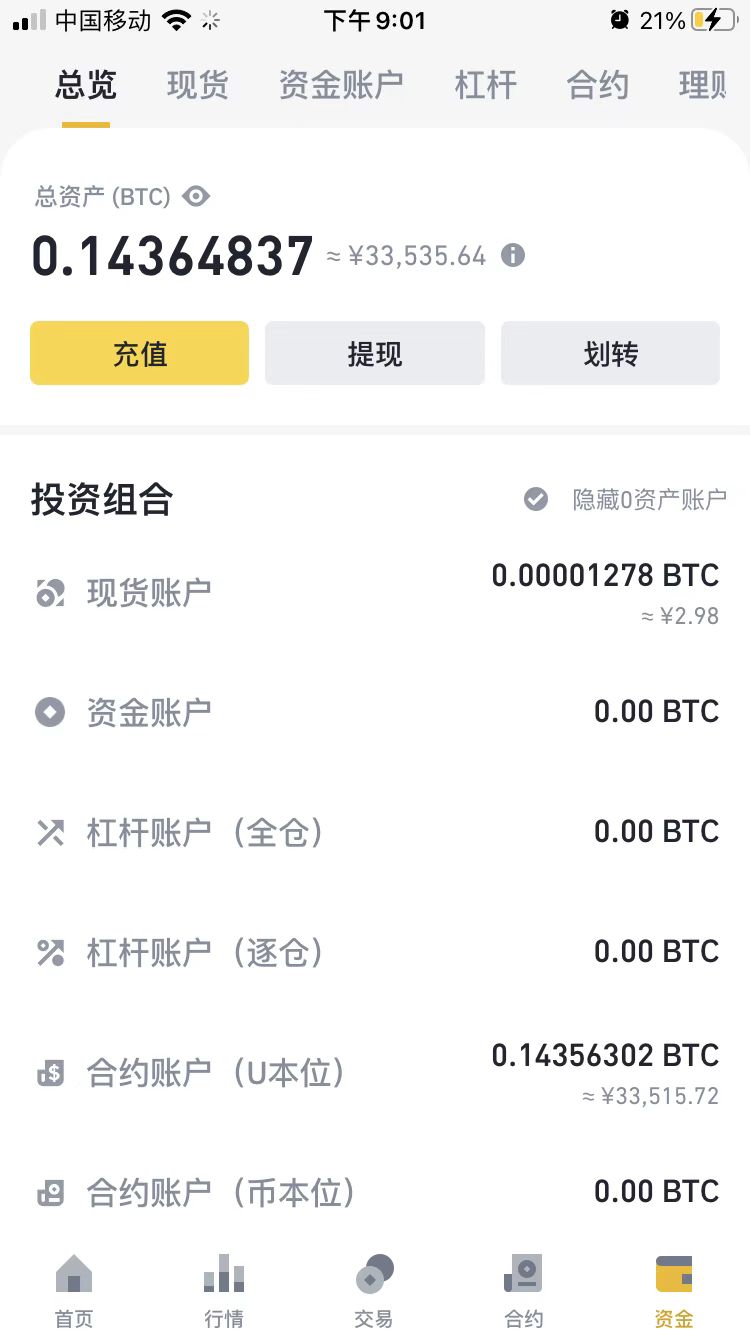 中国移动 下午9:01 21%
总览 现货 资金账户 杠杆 合约 理财
总资产 (BTC)
0.14364837 ≈ ¥33,535.64
充值 提现 划转
投资组合 隐藏0资产账户
现货账户 0.00001278 BTC
≈ ¥2.98
资金账户 0.00 BTC
杠杆账户（全仓） 0.00 BTC
杠杆账户（逐仓） 0.00 BTC
合约账户（U本位） 0.14356302 BTC
≈ ¥33,515.72
合约账户（币本位） 0.00 BTC
首页 行情 交易 合约 资金